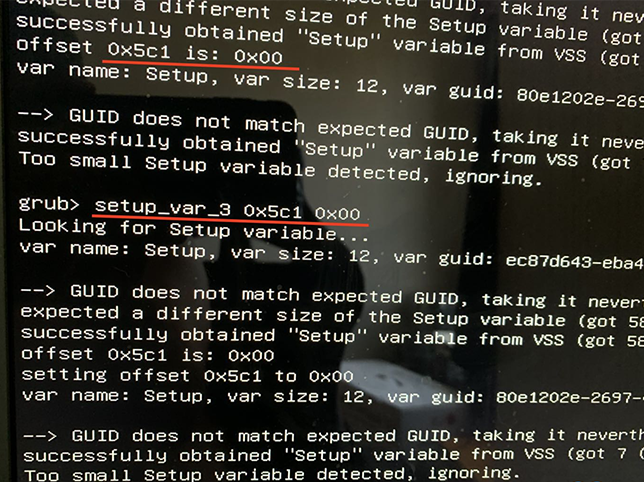 expected a different size of the Setup variable (got
successfully obtained "Setup" variable from VSS (got
offset 0x5c1 is: 0x00
var name: Setup, var size: 12, var guid: 80e1202e-269
--> GUID does not match expected GUID, taking it neve
successfully obtained "Setup" variable from VSS (got
Too small Setup variable detected, ignoring.
grub> setup_var_3 0x5c1 0x00
Looking for Setup variable...
var name: Setup, var size: 12, var guid: ec87d643-eba4
--> GUID does not match expected GUID, taking it nevert
expected a different size of the Setup variable (got 58
successfully obtained "Setup" variable from VSS (got 58
offset 0x5c1 is: 0x00
setting offset 0x5c1 to 0x00
var name: Setup, var size: 12, var guid: 80e1202e-2697-
--> GUID does not match expected GUID, taking it neverth
successfully obtained "Setup" variable from VSS (got 7 (
Too small Setup variable detected, ignoring.